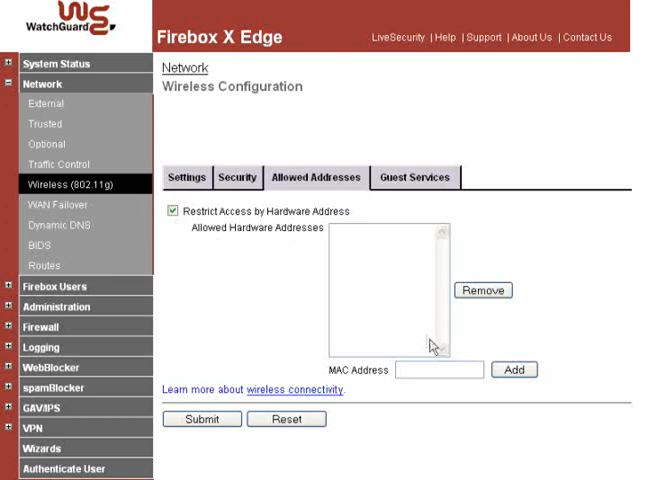 WatchGuard
Firebox X Edge
LiveSecurity | Help | Support | About Us | Contact Us
System Status
Network
External
Trusted
Optional
Traffic Control
Wireless (802.11g)
WAN Failover
Dynamic DNS
BIDS
Routes
Firebox Users
Administration
Firewall
Logging
WebBlocker
spamBlocker
GAV/IPS
VPN
Wizards
Authenticate User
Network
Wireless Configuration
Settings Security Allowed Addresses Guest Services
Restrict Access by Hardware Address
Allowed Hardware Addresses
Remove
MAC Address Add
Learn more about wireless connectivity.
Submit Reset